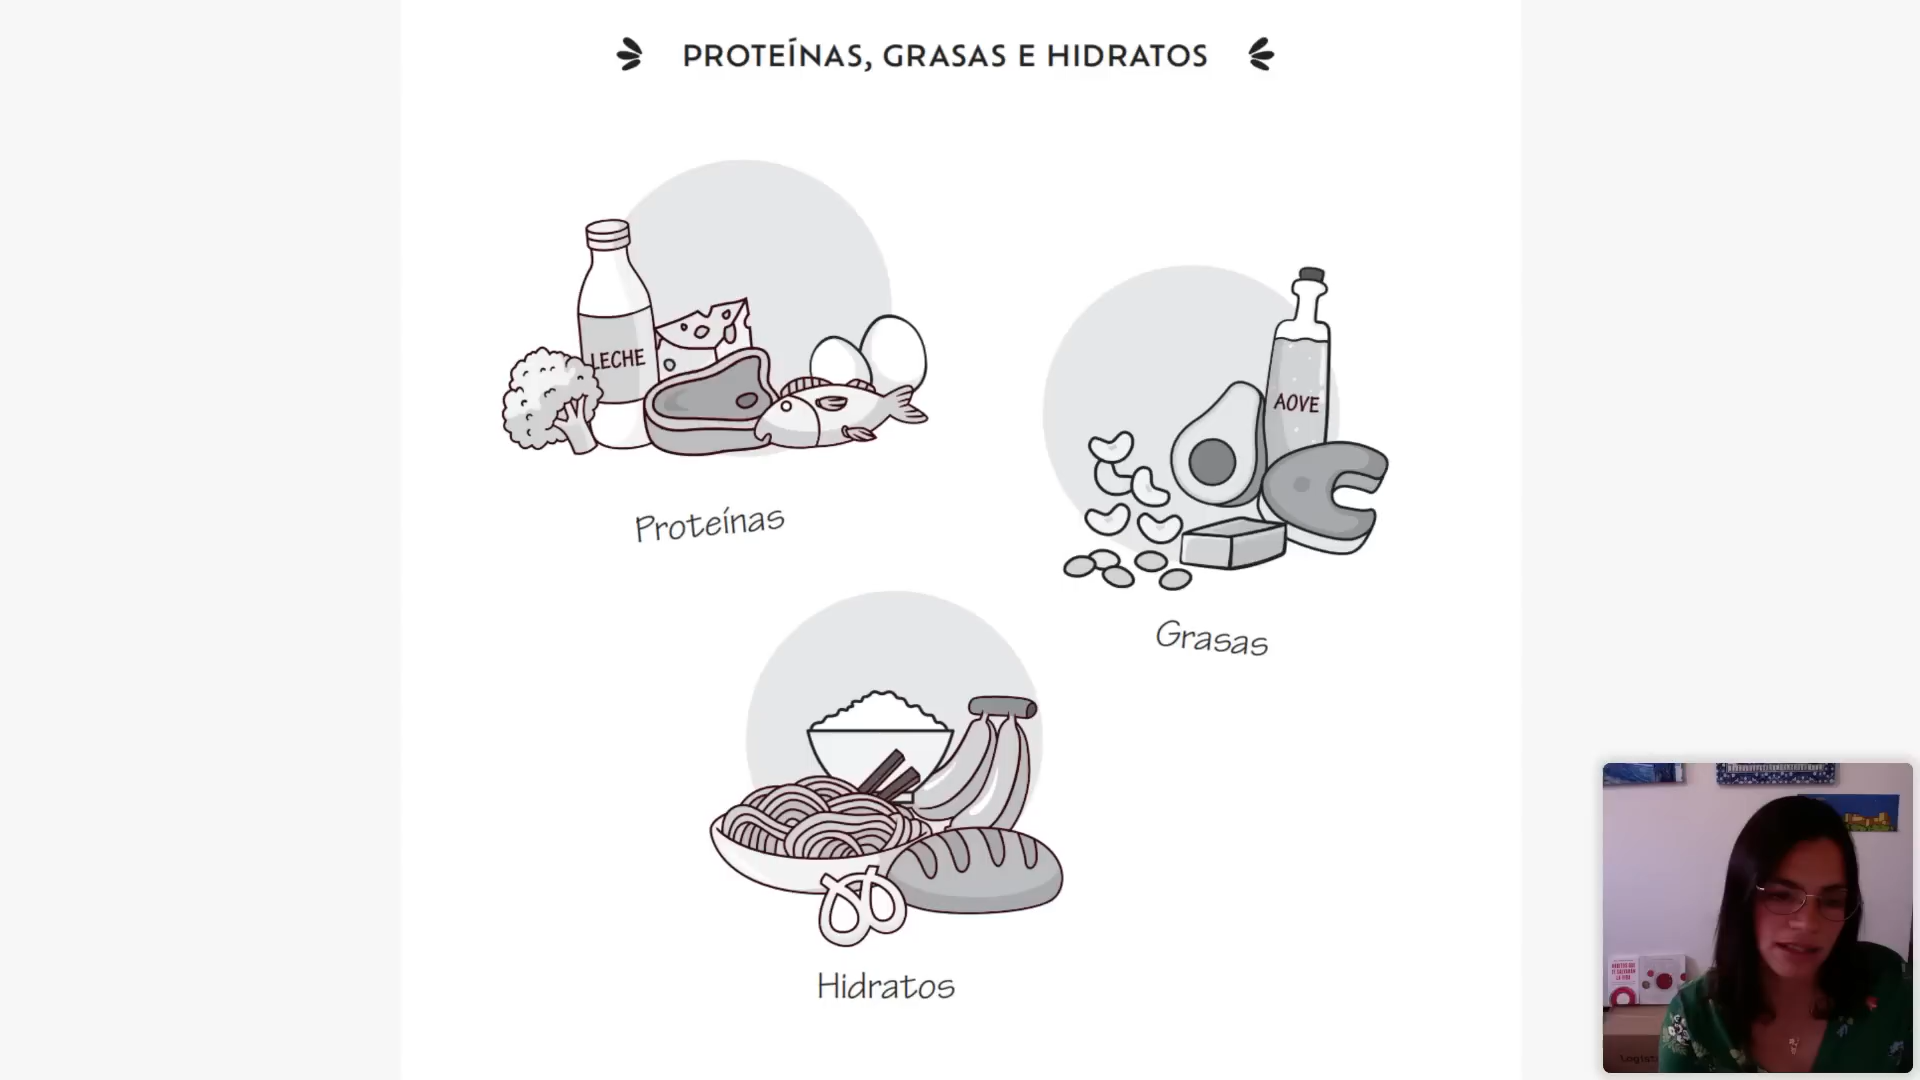 PROTEÍNAS, GRASAS E HIDRATOS
LECHE
AOVE
Proteínas
Grasas
Hidratos